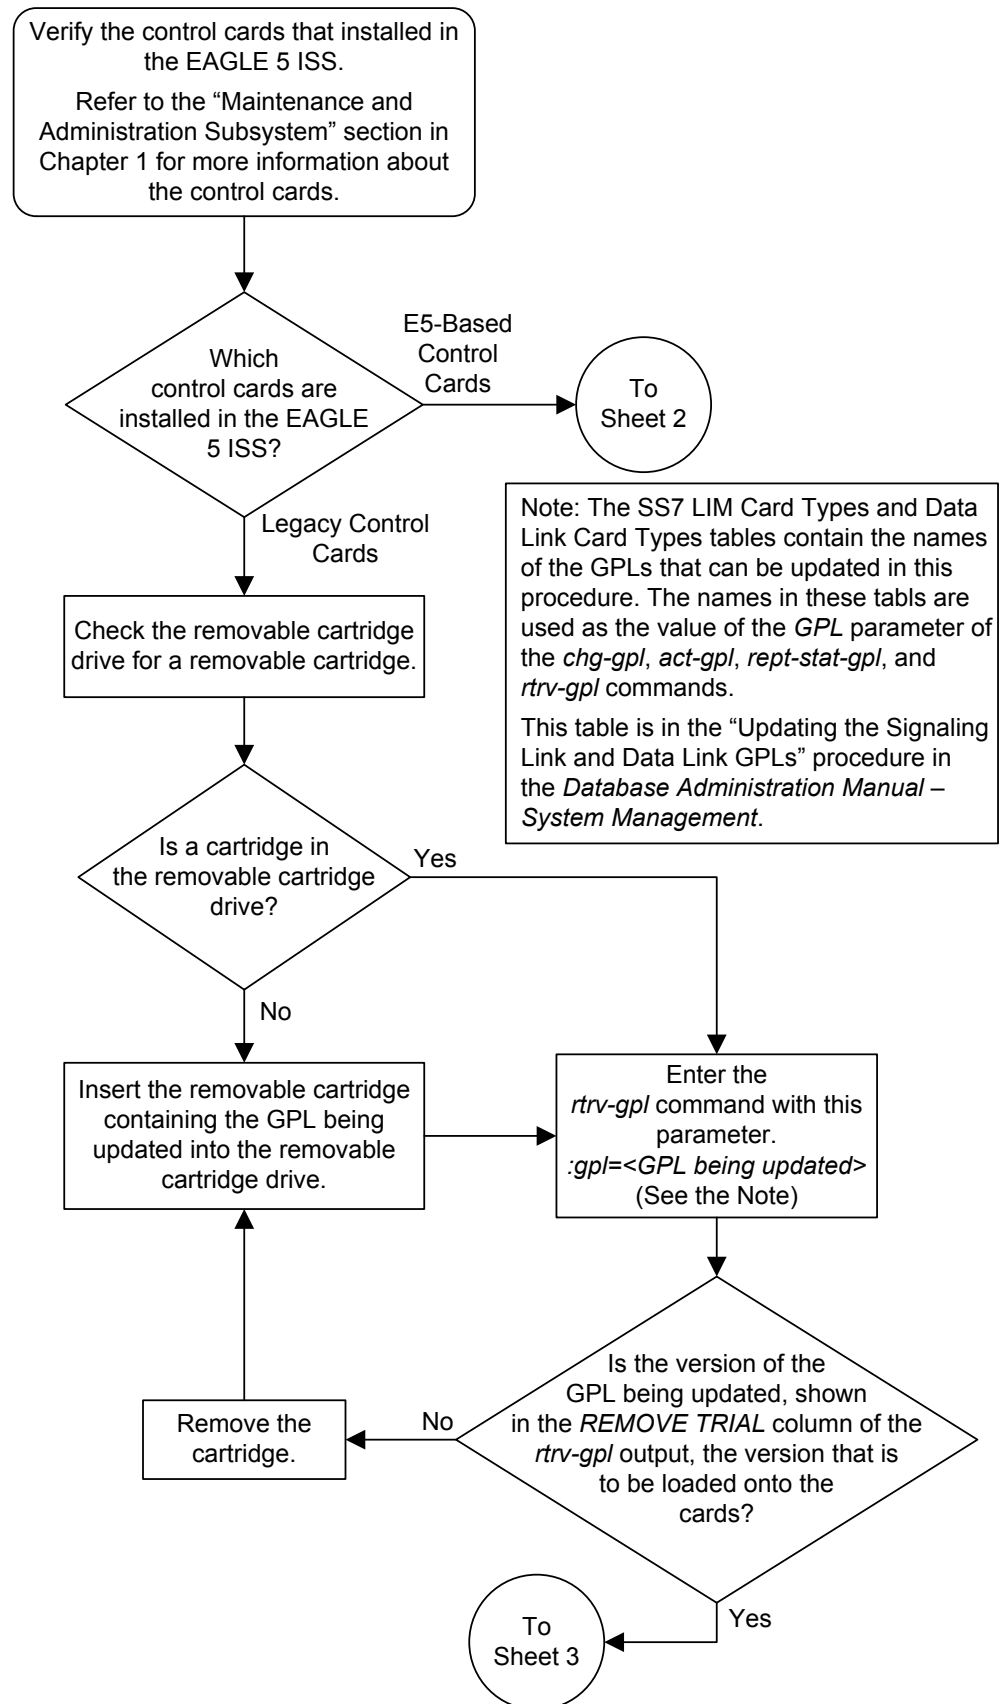 Verify the control cards that installed in
the EAGLE 5 ISS.
Refer to the “Maintenance and
Administration Subsystem” section in
Chapter 1 for more information about
the control cards.
Which
control cards are
installed in the EAGLE
5 ISS?
E5-Based
Control
Cards
To
Sheet 2
Legacy Control
Cards
Note: The SS7 LIM Card Types and Data
Link Card Types tables contain the names
of the GPLs that can be updated in this
procedure. The names in these tabls are
used as the value of the GPL parameter of
the chg-gpl, act-gpl, rept-stat-gpl, and
rtrv-gpl commands.
This table is in the “Updating the Signaling
Link and Data Link GPLs” procedure in
the Database Administration Manual –
System Management.
Check the removable cartridge
drive for a removable cartridge.
Is a cartridge in
the removable cartridge
drive?
Yes
No
Insert the removable cartridge
containing the GPL being
updated into the removable
cartridge drive.
Enter the
rtrv-gpl command with this
parameter.
:gpl=<GPL being updated>
(See the Note)
Is the version of the
GPL being updated, shown
in the REMOVE TRIAL column of the
rtrv-gpl output, the version that is
to be loaded onto the
cards?
No
Remove the
cartridge.
Yes
To
Sheet 3